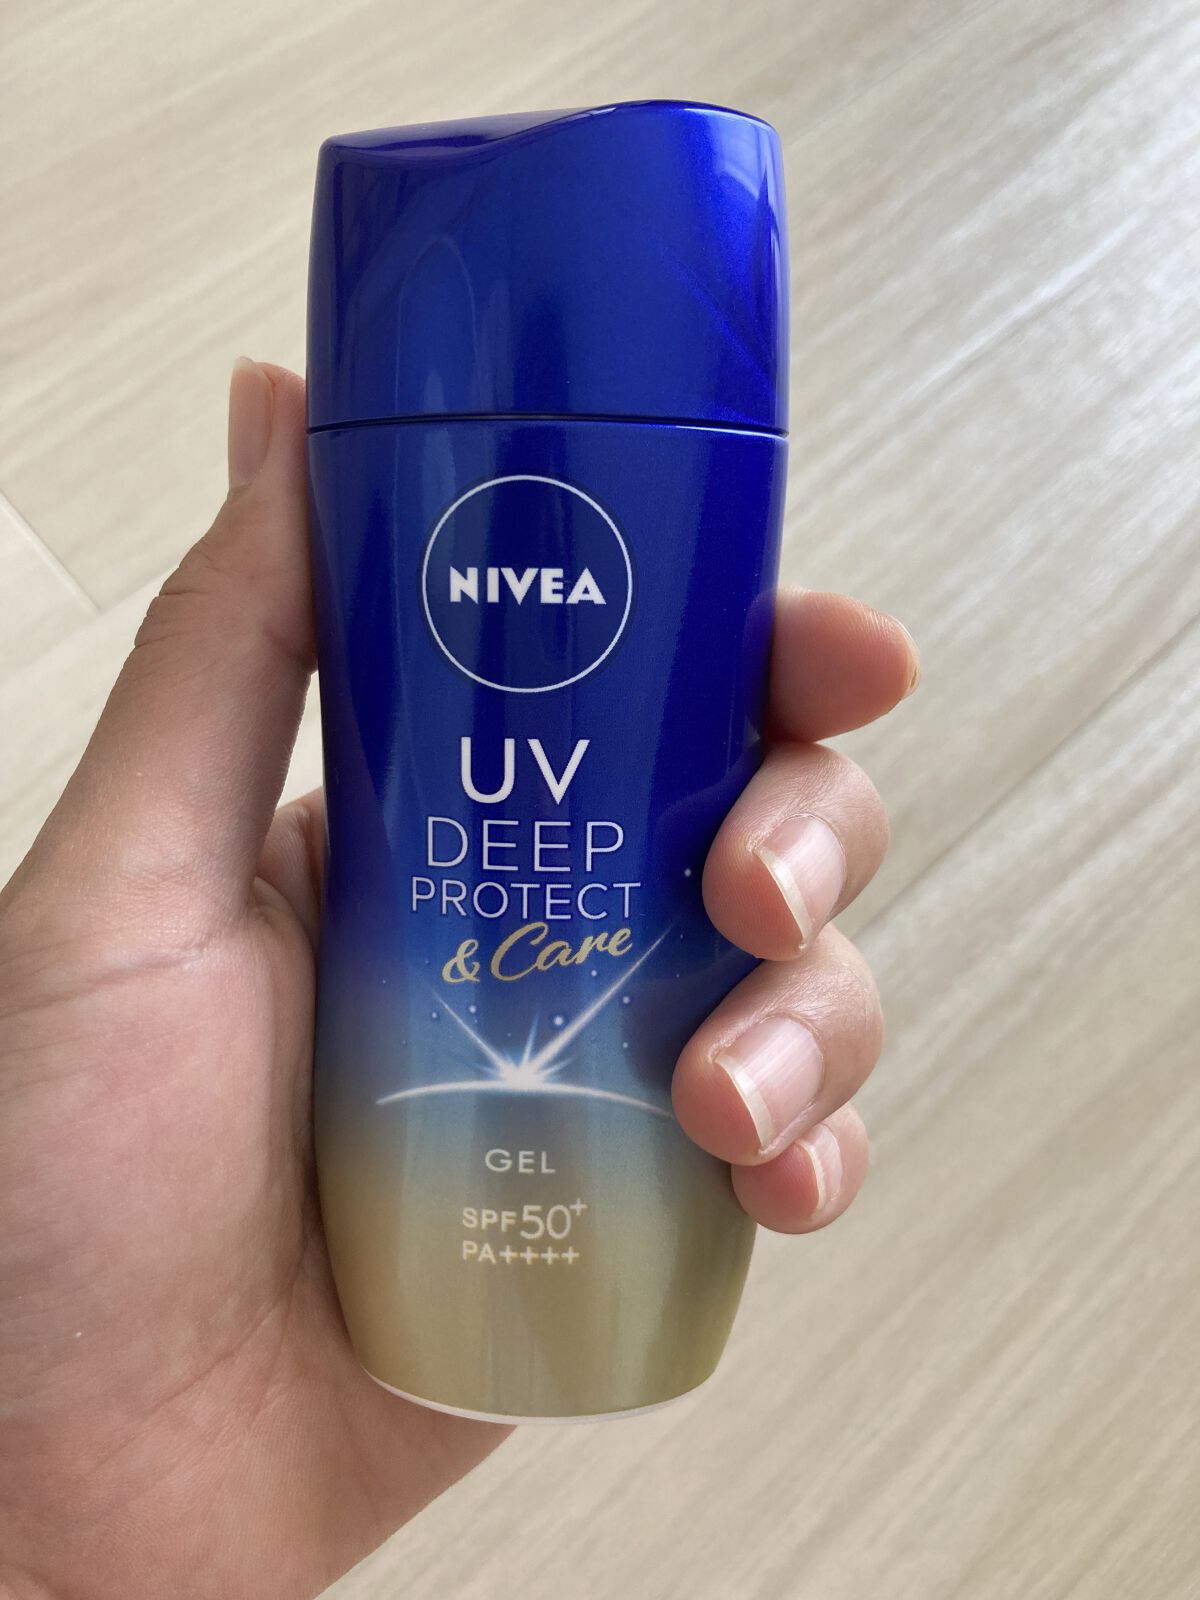 NIVEA
UV
DEEP
PROTECT
& Care
GEL
SPF50+
PA++++